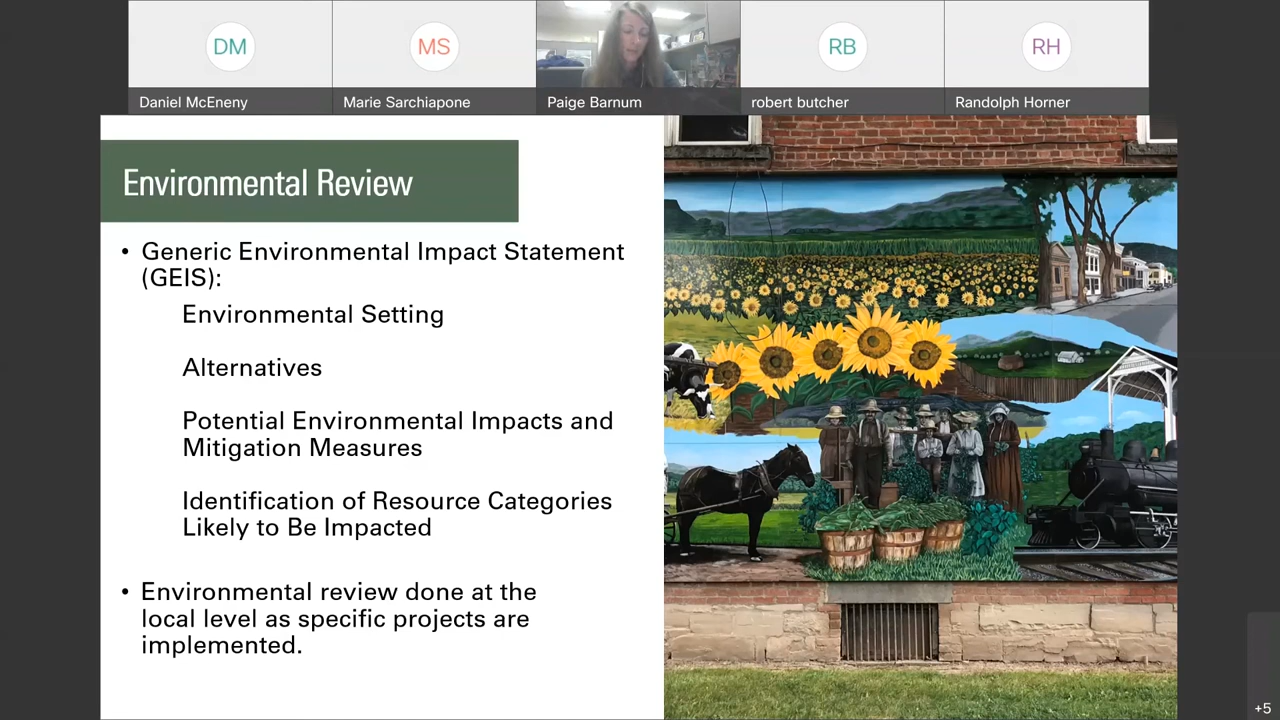 DM
MS
RB
RH
Daniel McEneny
Marie Sarchiapone
Paige Barnum
robert butcher
Randolph Horner
Environmental Review
• Generic Environmental Impact Statement
(GEIS):
Environmental Setting
Alternatives
Potential Environmental Impacts and
Mitigation Measures
Identification of Resource Categories
Likely to Be Impacted
• Environmental review done at the
local level as specific projects are
implemented.
+5